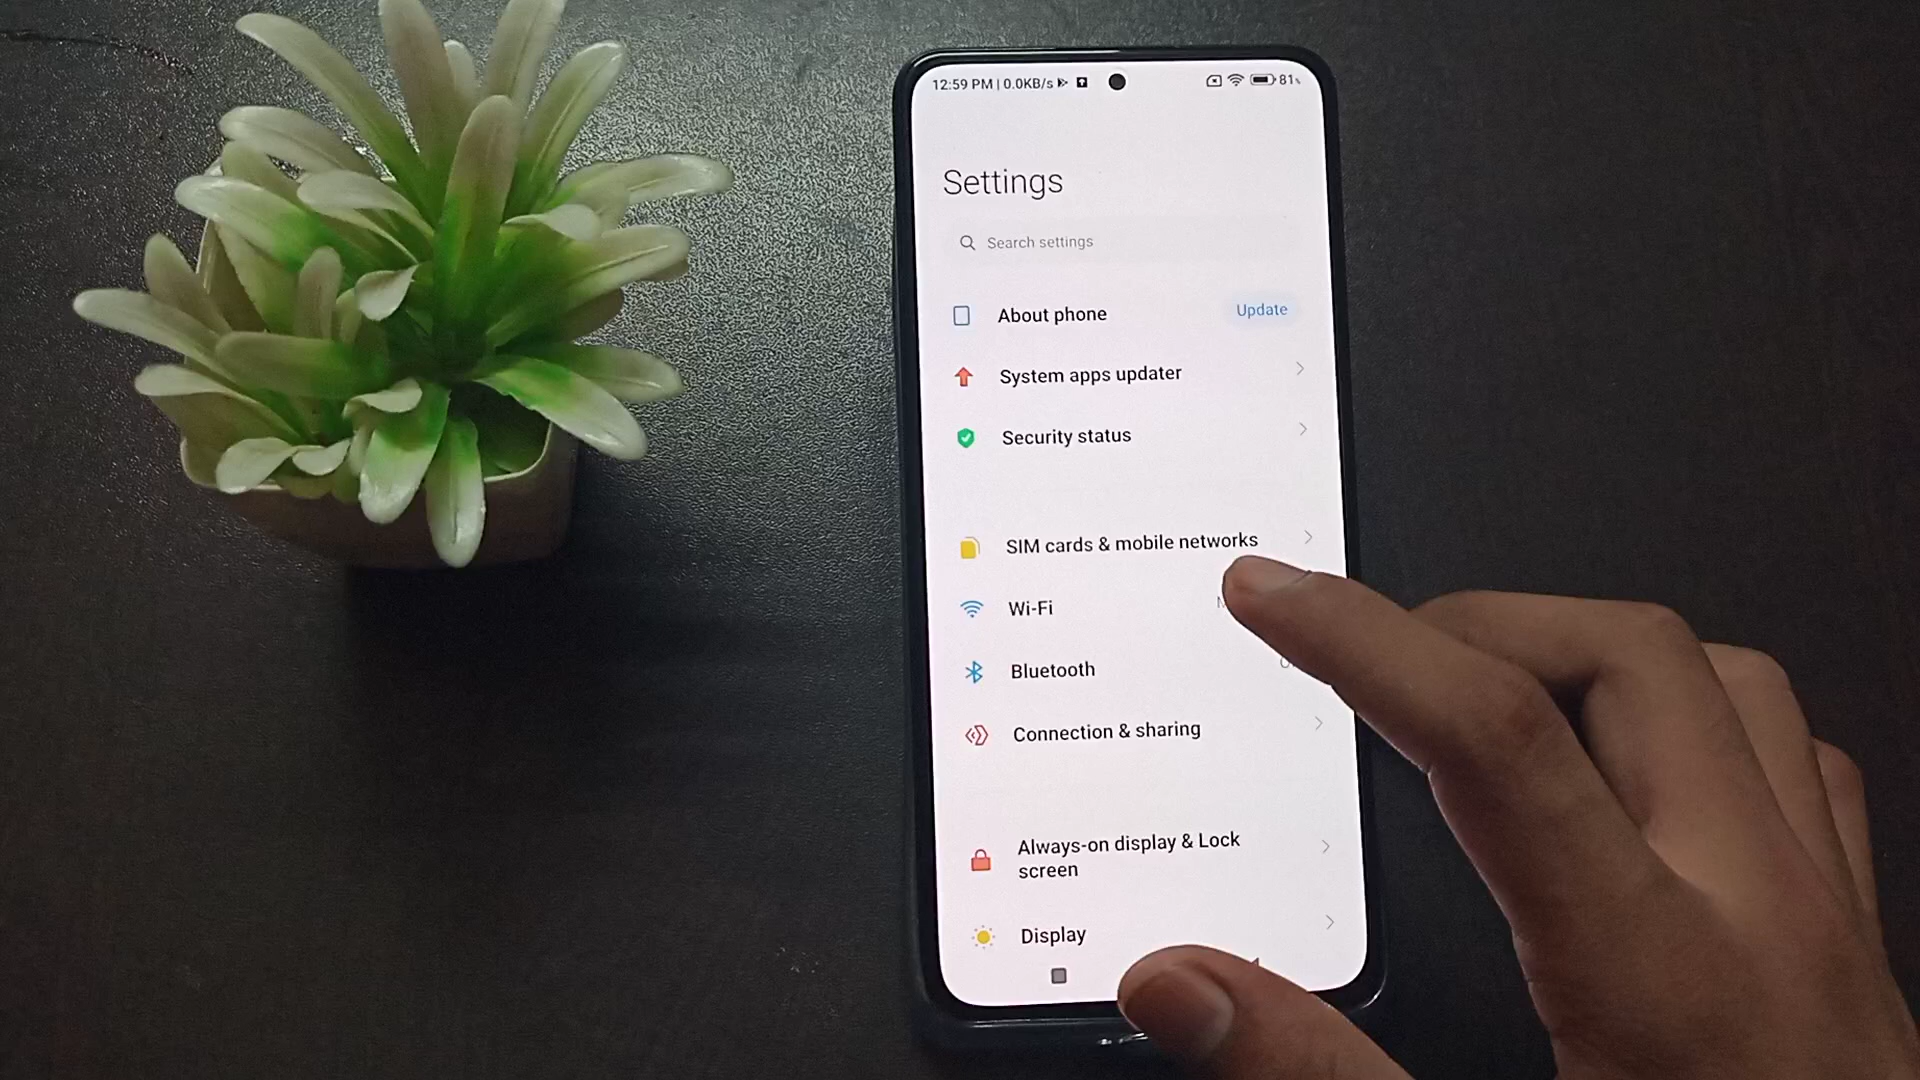 12:59 PM | 0.0KB/s
81
Settings
Search settings
About phone
Update
System apps updater
Security status
SIM cards & mobile networks
Wi-Fi
Bluetooth
Connection & sharing
Always-on display & Lock
screen
Display